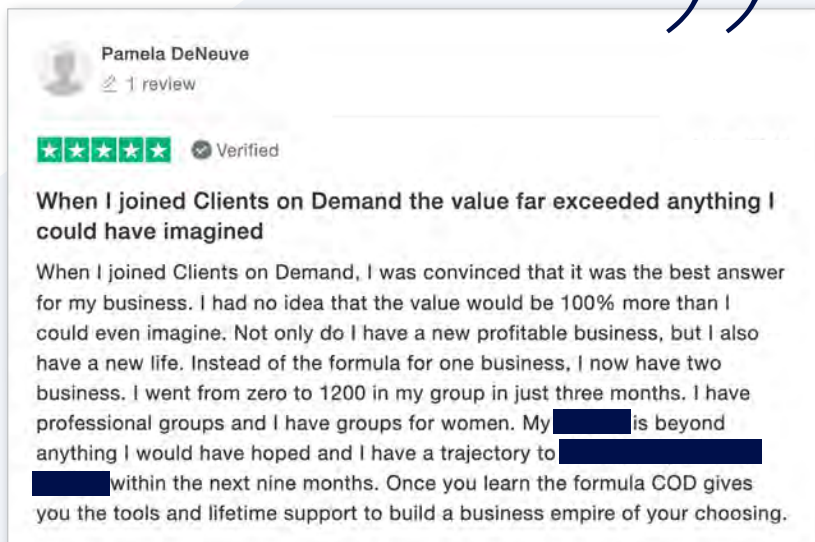 ”
Pamela DeNeuve
1 review
Verified
When I joined Clients on Demand the value far exceeded anything I
could have imagined
When I joined Clients on Demand, I was convinced that it was the best answer
for my business. I had no idea that the value would be 100% more than I
could even imagine. Not only do I have a new profitable business, but I also
have a new life. Instead of the formula for one business, I now have two
business. I went from zero to 1200 in my group in just three months. I have
professional groups and I have groups for women. My is beyond
anything I would have hoped and I have a trajectory to
within the next nine months. Once you learn the formula COD gives
you the tools and lifetime support to build a business empire of your choosing.